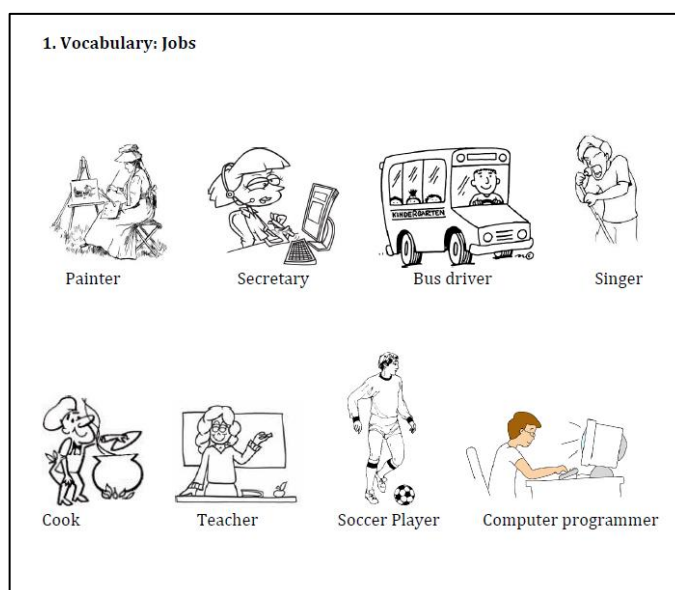 1. Vocabulary: Jobs
KINDERGARTEN
Painter Secretary Bus driver Singer
Cook Teacher Soccer Player Computer programmer